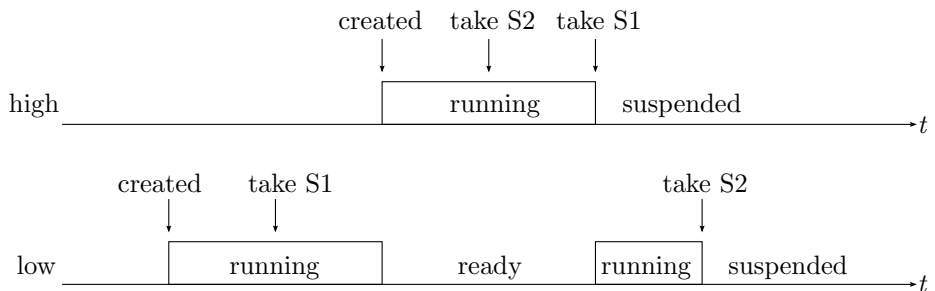 created take S2 take S1
high running suspended
t
created take S1 take S2
low running ready running suspended
t